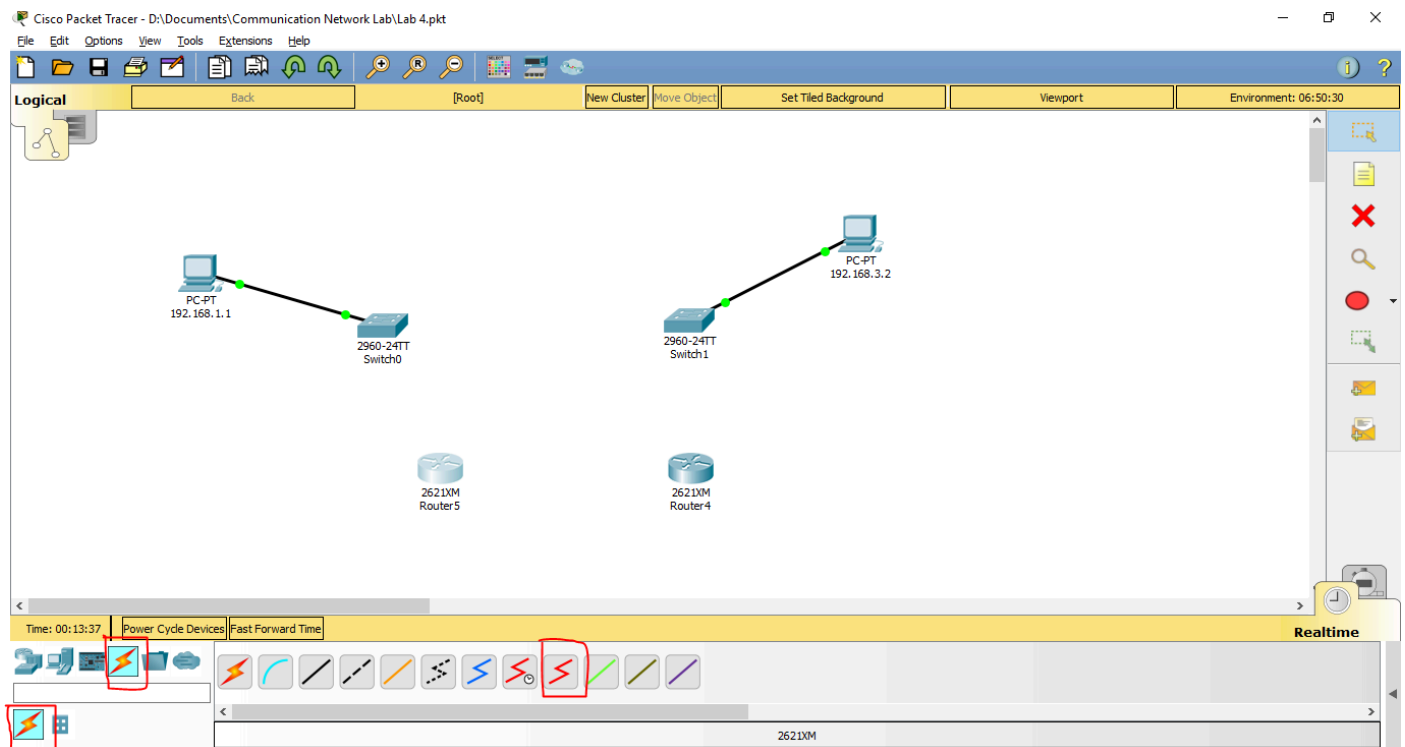 Cisco Packet Tracer - D:\Documents\Communication Network Lab\Lab 4.pkt
File Edit Options View Tools Extensions Help
Logical Back [Root] New Cluster Move Object Set Tiled Background Viewport Environment: 06:50:30
PC-PT
192.168.3.2
PC-PT
192.168.1.1
2960-24TT
Switch0
2960-24TT
Switch1
2621XM
Router5
2621XM
Router4
Time: 00:13:37 Power Cycle Devices Fast Forward Time
Realtime
2621XM